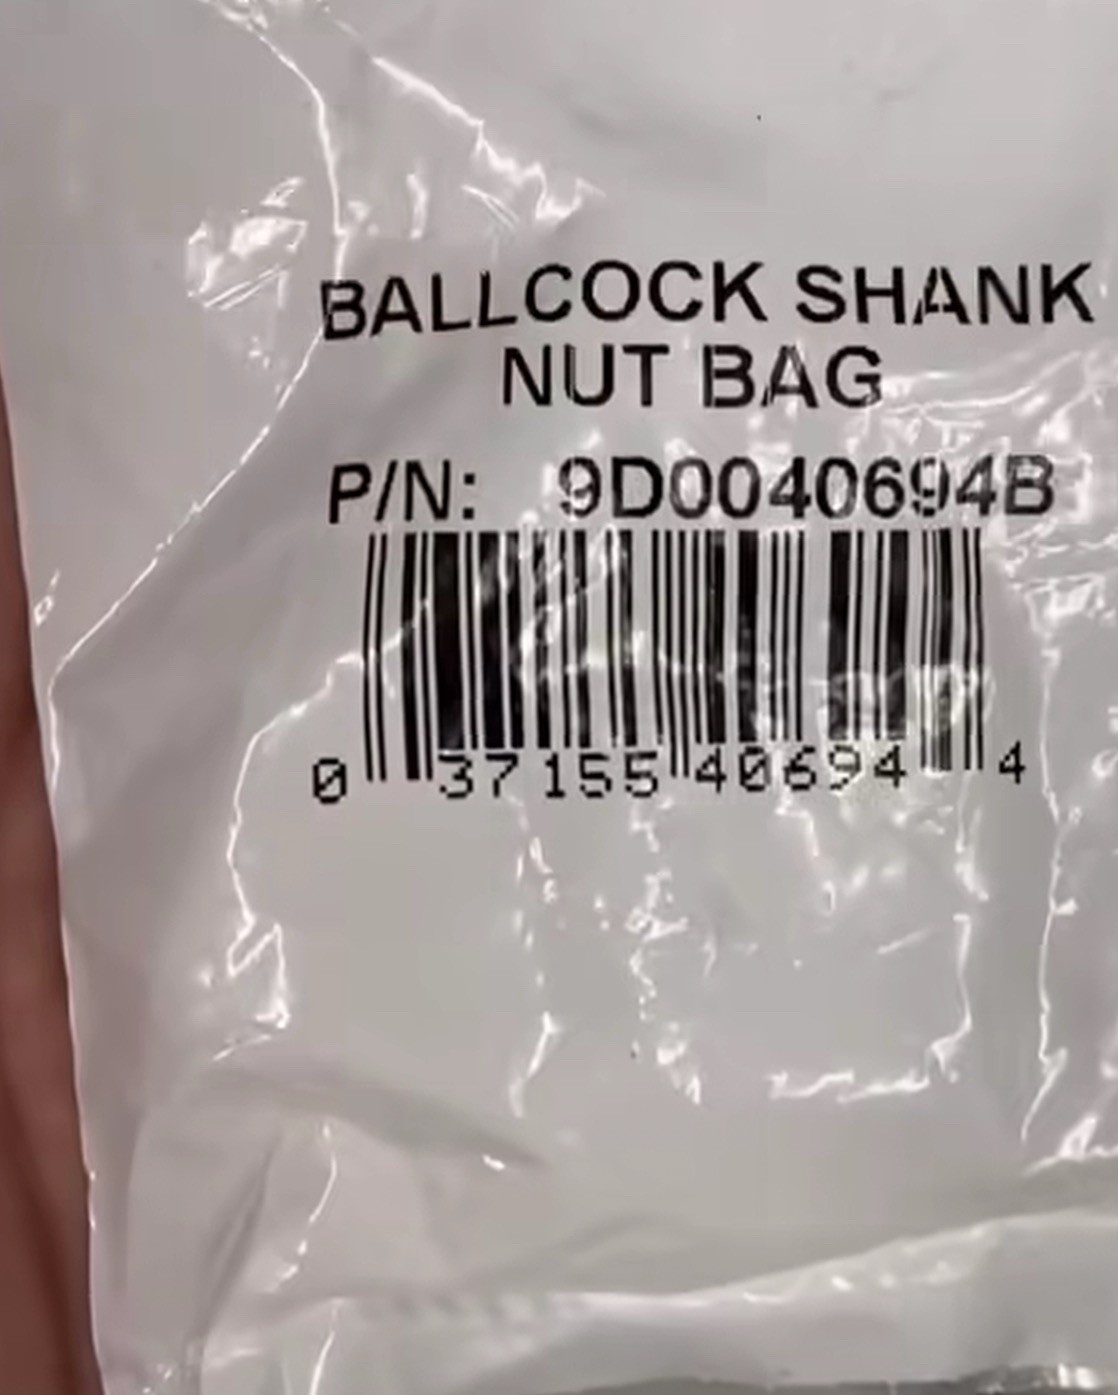 BALLCOCK SHANK
NUT BAG
P/N: 9D0040694B
0 37155 40694 4